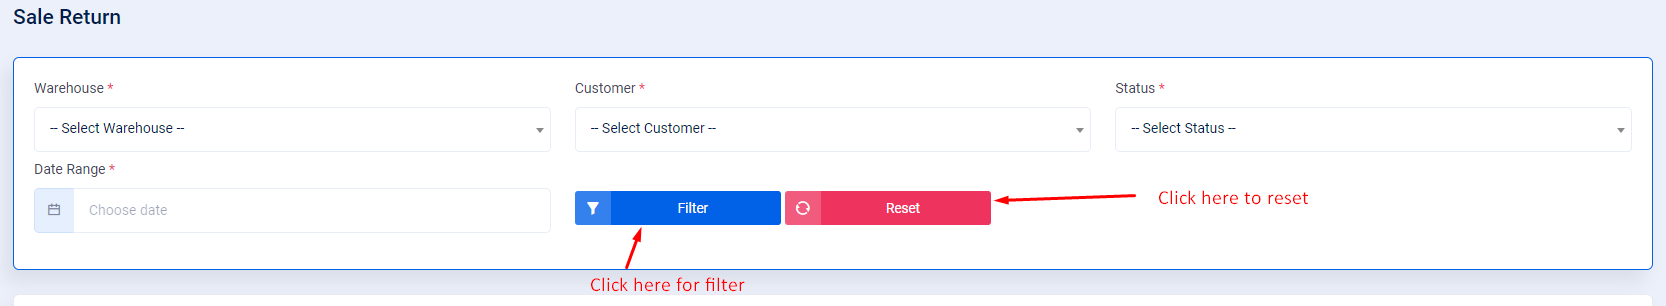 Sale Return
Warehouse *
Customer *
Status *
-- Select Warehouse --
-- Select Customer --
-- Select Status --
Date Range *
Choose date
Filter
Reset
Click here to reset
Click here for filter